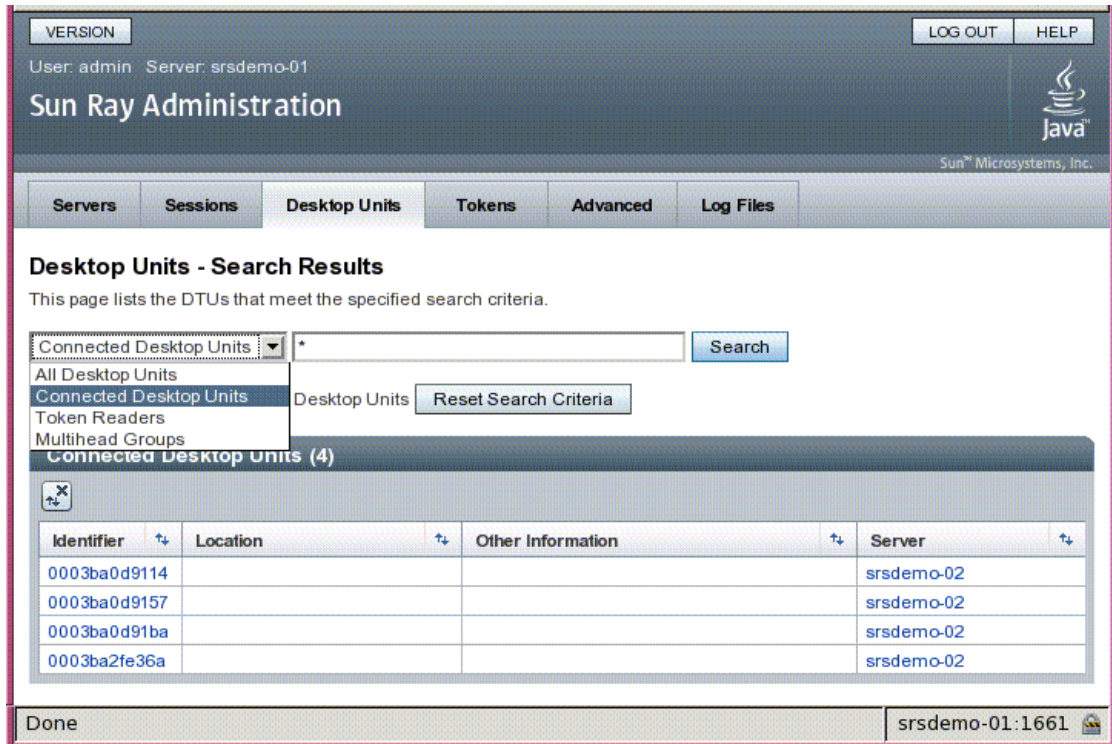 VERSION LOG OUT HELP
User: admin Server: srsdemo-01
Sun Ray Administration
Java™
Sun™ Microsystems, Inc.
Servers Sessions Desktop Units Tokens Advanced Log Files
Desktop Units - Search Results
This page lists the DTUs that meet the specified search criteria.
Connected Desktop Units * Search
All Desktop Units
Connected Desktop Units Desktop Units Reset Search Criteria
Token Readers
Multihead Groups
Connected Desktop Units (4)
Identifier Location Other Information Server
0003ba0d9114 srsdemo-02
0003ba0d9157 srsdemo-02
0003ba0d91ba srsdemo-02
0003ba2fe36a srsdemo-02
Done srsdemo-01:1661